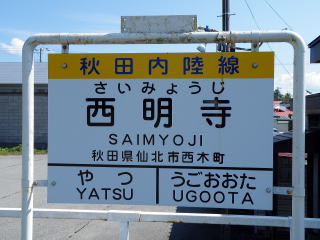 秋田内陸線
さいみょうじ
西明寺
SAIMYOJI
秋田県仙北市西木町
やつ うごおおた
YATSU UGOOTA